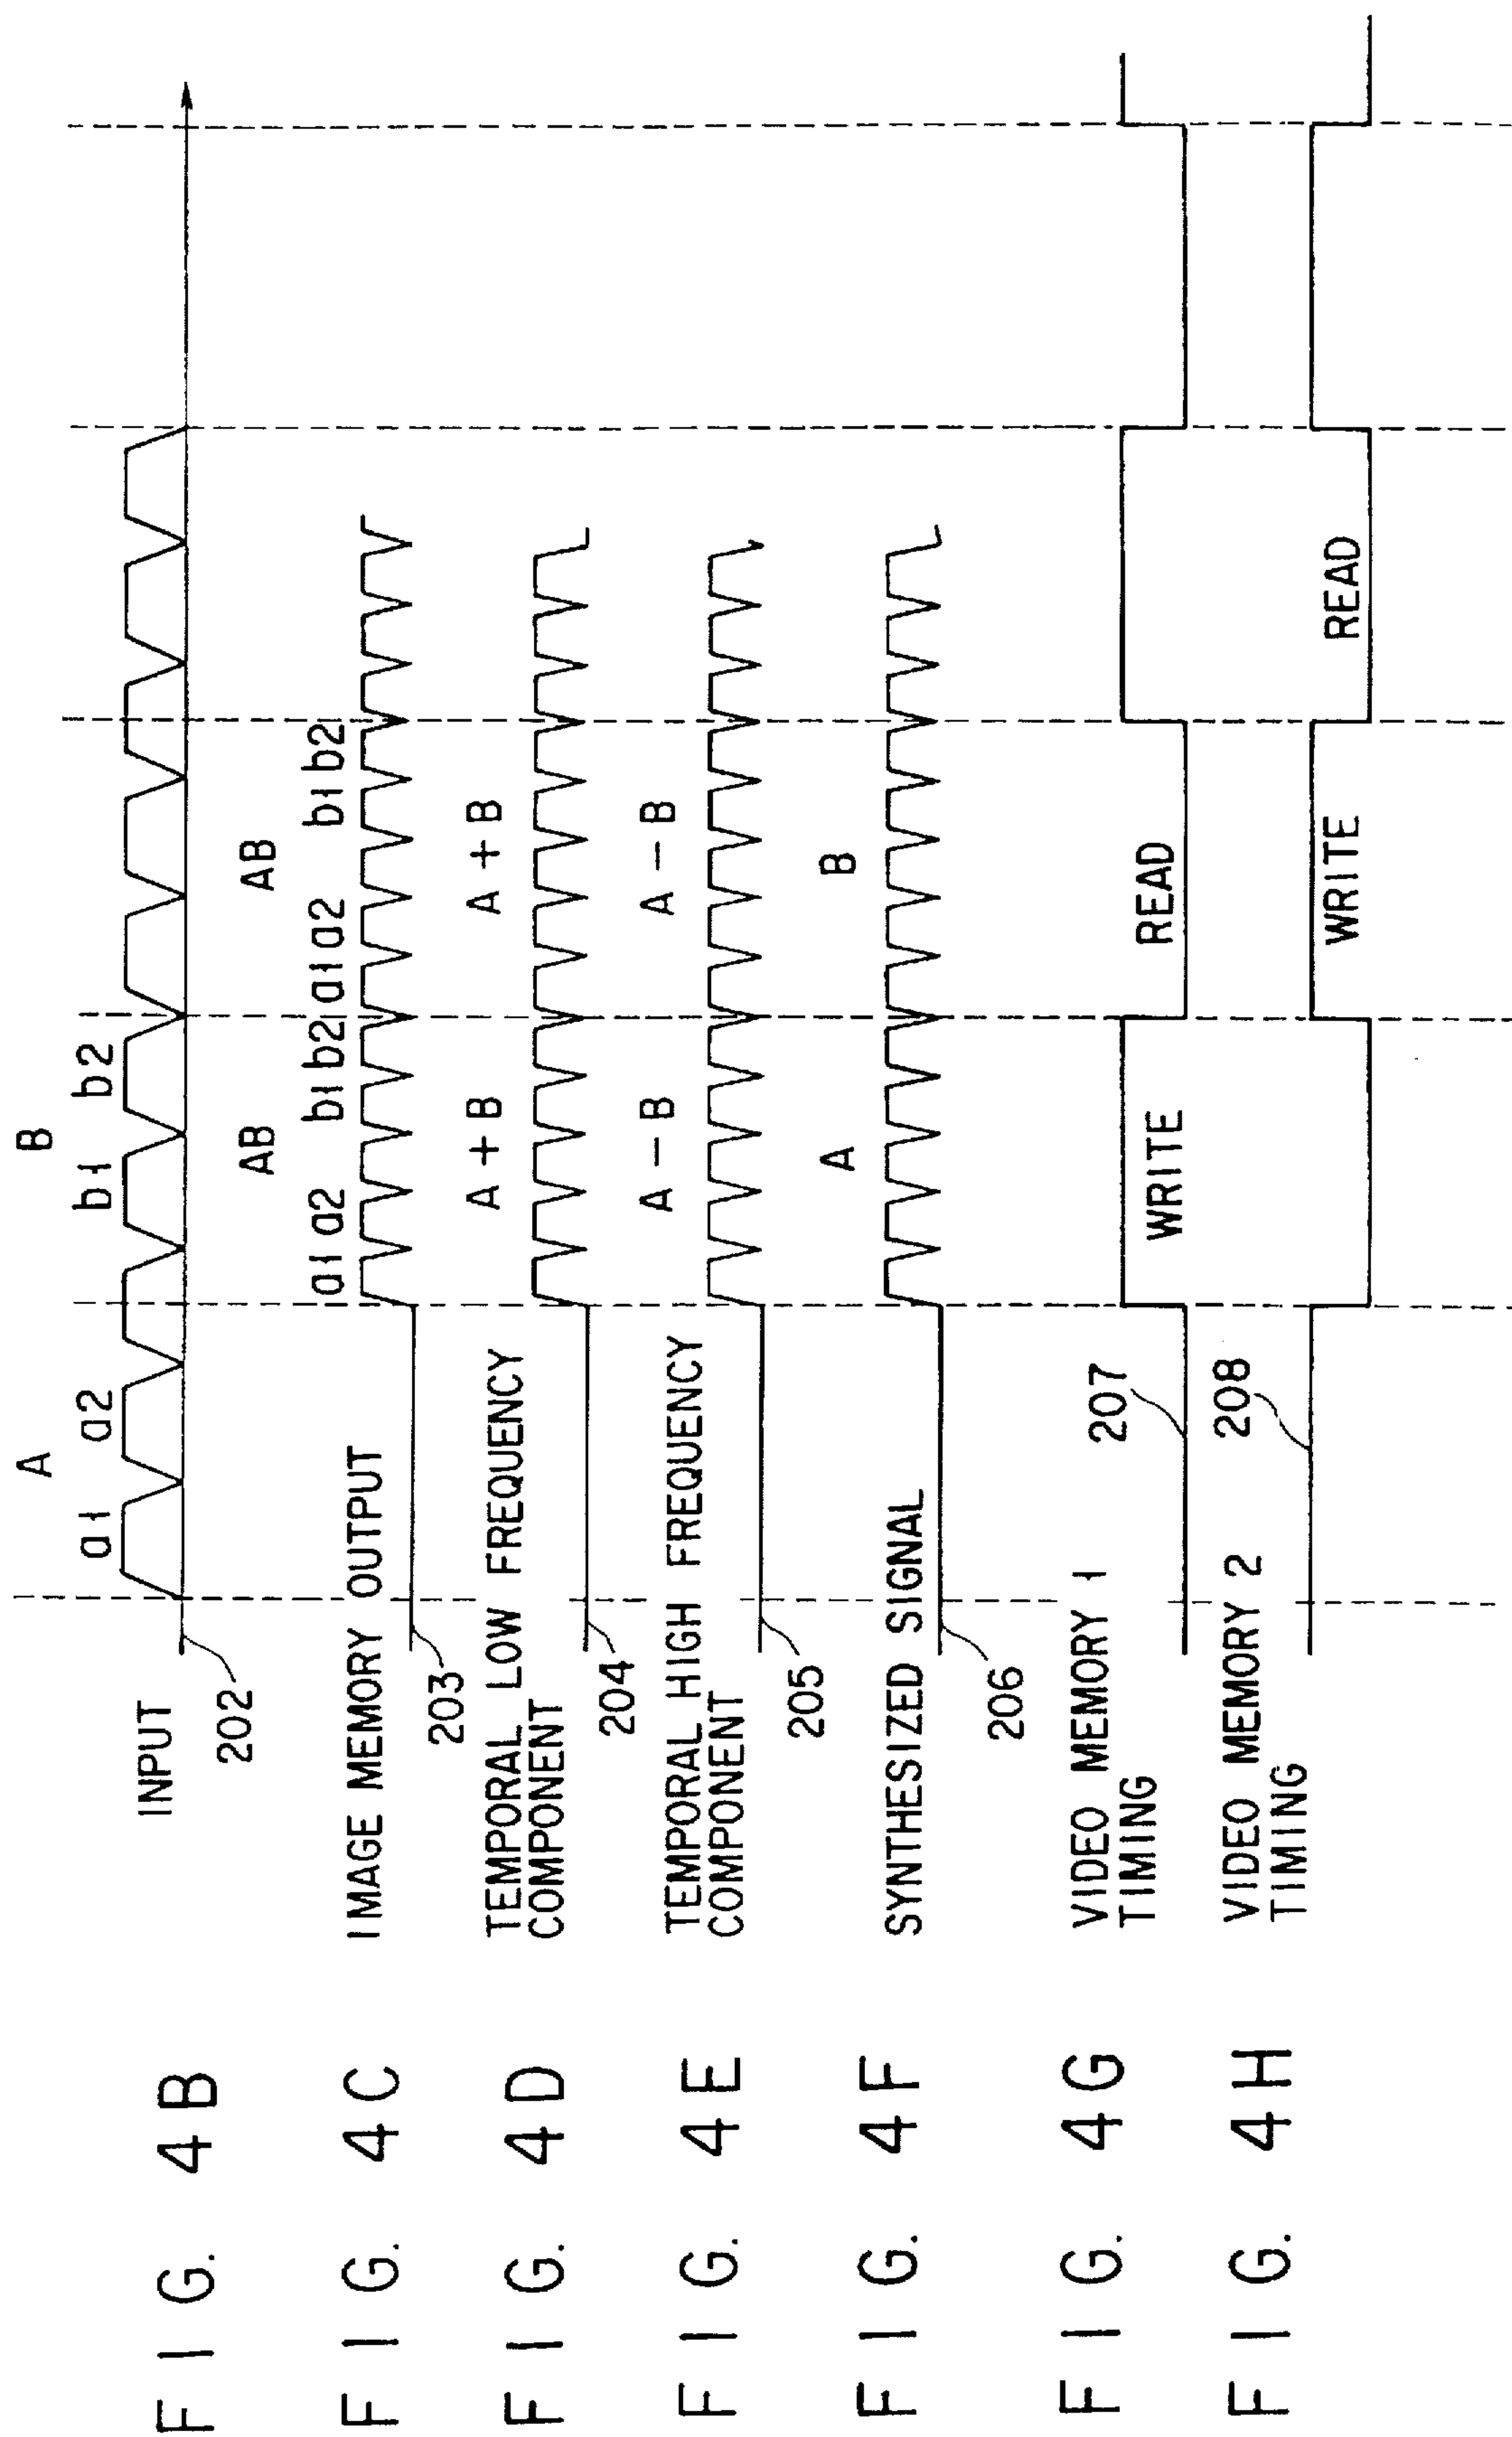 FIG. 4B
INPUT
202
A
B
a1 a2 b1 b2
FIG. 4C
IMAGE MEMORY OUTPUT
203
AB
AB
a1 a2 b1 b2 a1 a2 b1 b2
FIG. 4D
TEMPORAL LOW FREQUENCY
COMPONENT
204
A+B
A+B
FIG. 4E
TEMPORAL HIGH FREQUENCY
COMPONENT
205
A-B
A-B
FIG. 4F
SYNTHESIZED SIGNAL
206
A
B
FIG. 4G
VIDEO MEMORY 1
TIMING
207
WRITE
READ
FIG. 4H
VIDEO MEMORY 2
TIMING
208
WRITE
READ